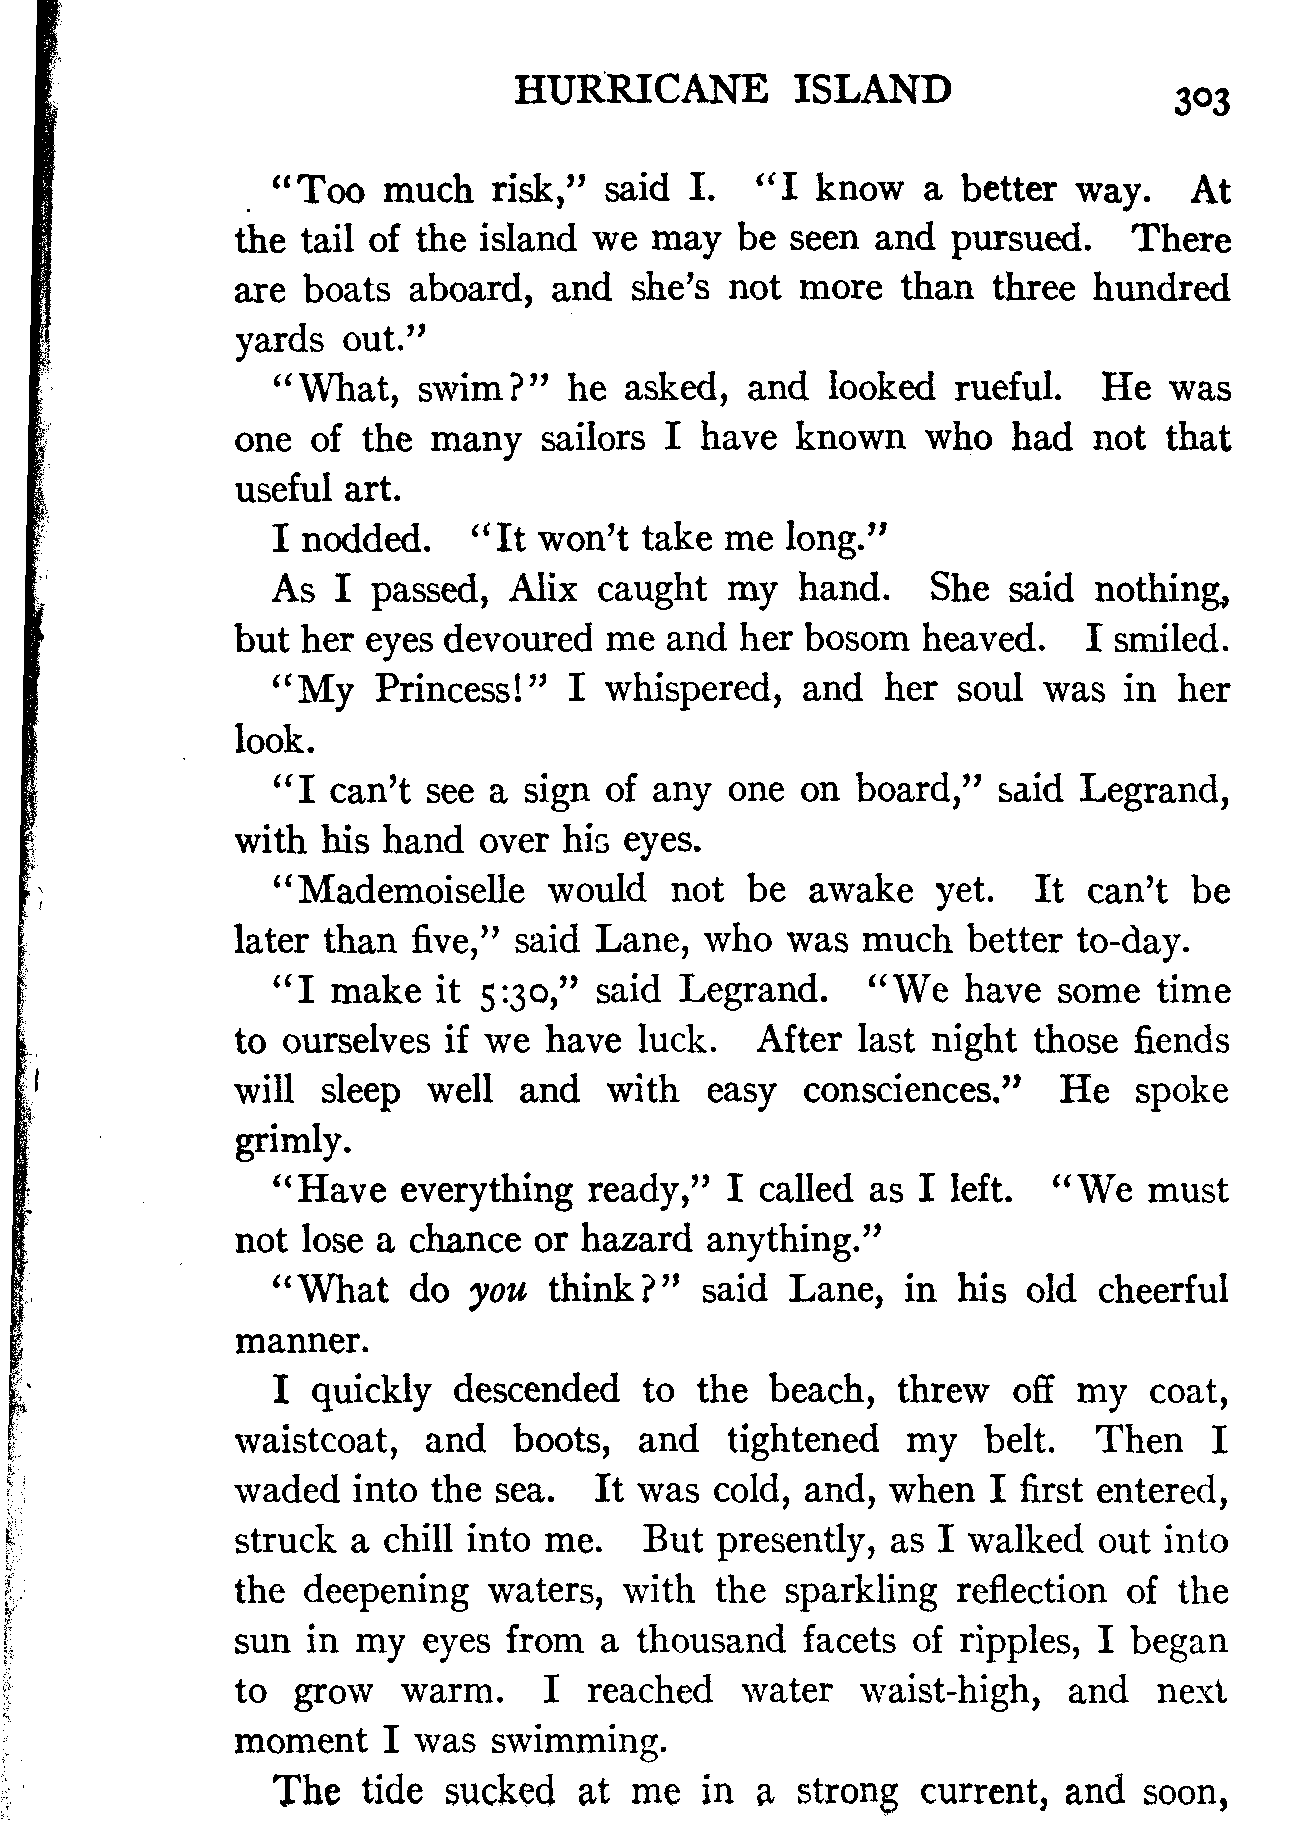 HURRICANE ISLAND 303
"Too much risk," said I. "I know a better way. At
the tail of the island we may be seen and pursued. There
are boats aboard, and she's not more than three hundred
yards out."
"What, swim?" he asked, and looked rueful. He was
one of the many sailors I have known who had not that
useful art.
I nodded. "It won't take me long."
As I passed, Alix caught my hand. She said nothing,
but her eyes devoured me and her bosom heaved. I smiled.
"My Princess!" I whispered, and her soul was in her
look.
"I can't see a sign of any one on board," said Legrand,
with his hand over his eyes.
"Mademoiselle would not be awake yet. It can't be
later than five," said Lane, who was much better to-day.
"I make it 5:30," said Legrand. "We have some time
to ourselves if we have luck. After last night those fiends
will sleep well and with easy consciences." He spoke
grimly.
"Have everything ready," I called as I left. "We must
not lose a chance or hazard anything."
"What do you think?" said Lane, in his old cheerful
manner.
I quickly descended to the beach, threw off my coat,
waistcoat, and boots, and tightened my belt. Then I
waded into the sea. It was cold, and, when I first entered,
struck a chill into me. But presently, as I walked out into
the deepening waters, with the sparkling reflection of the
sun in my eyes from a thousand facets of ripples, I began
to grow warm. I reached water waist-high, and next
moment I was swimming.
The tide sucked at me in a strong current, and soon,